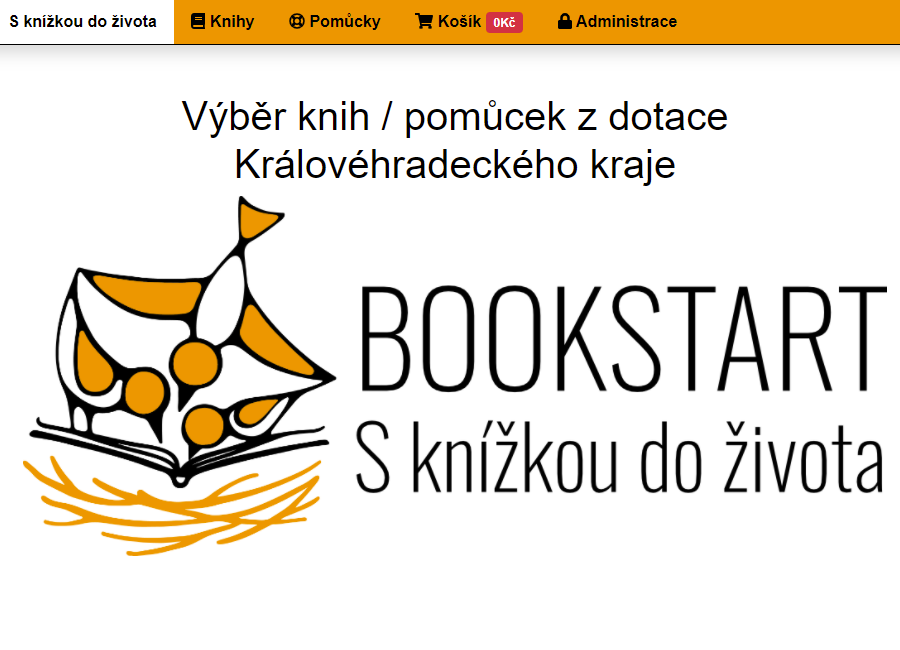 S knížkou do života Knihy Pomůcky Košík 0Kč Administrace
Výběr knih / pomůcek z dotace
Královéhradeckého kraje
BOOKSTART
S knížkou do života